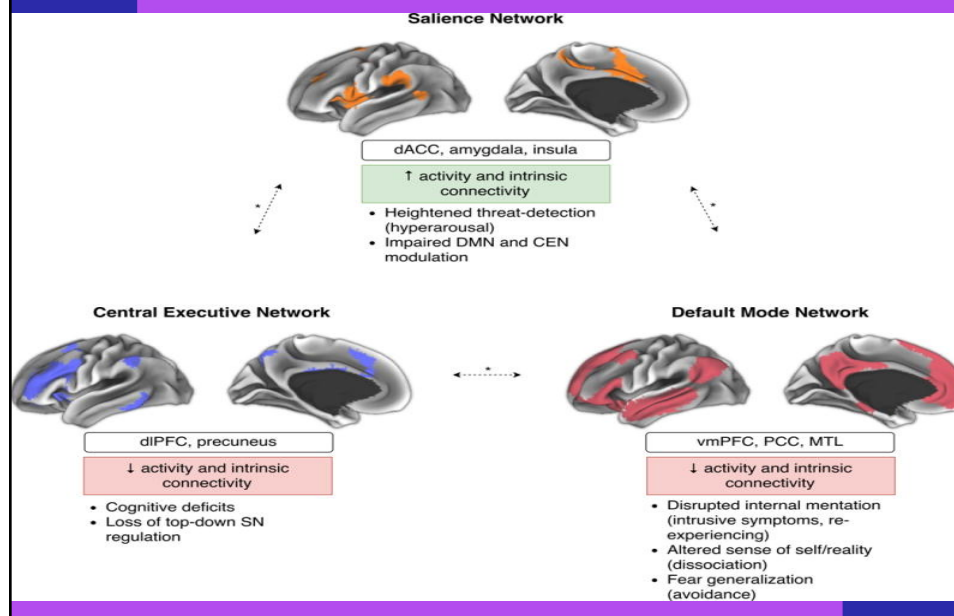 Salience Network
dACC, amygdala, insula
↑ activity and intrinsic
connectivity
• Heightened threat-detection
(hyperarousal)
• Impaired DMN and CEN
modulation
*
*
Central Executive Network
dlPFC, precuneus
↓ activity and intrinsic
connectivity
• Cognitive deficits
• Loss of top-down SN
regulation
*
Default Mode Network
vmPFC, PCC, MTL
↓ activity and intrinsic
connectivity
• Disrupted internal mentation
(intrusive symptoms, re-
experiencing)
• Altered sense of self/reality
(dissociation)
• Fear generalization
(avoidance)